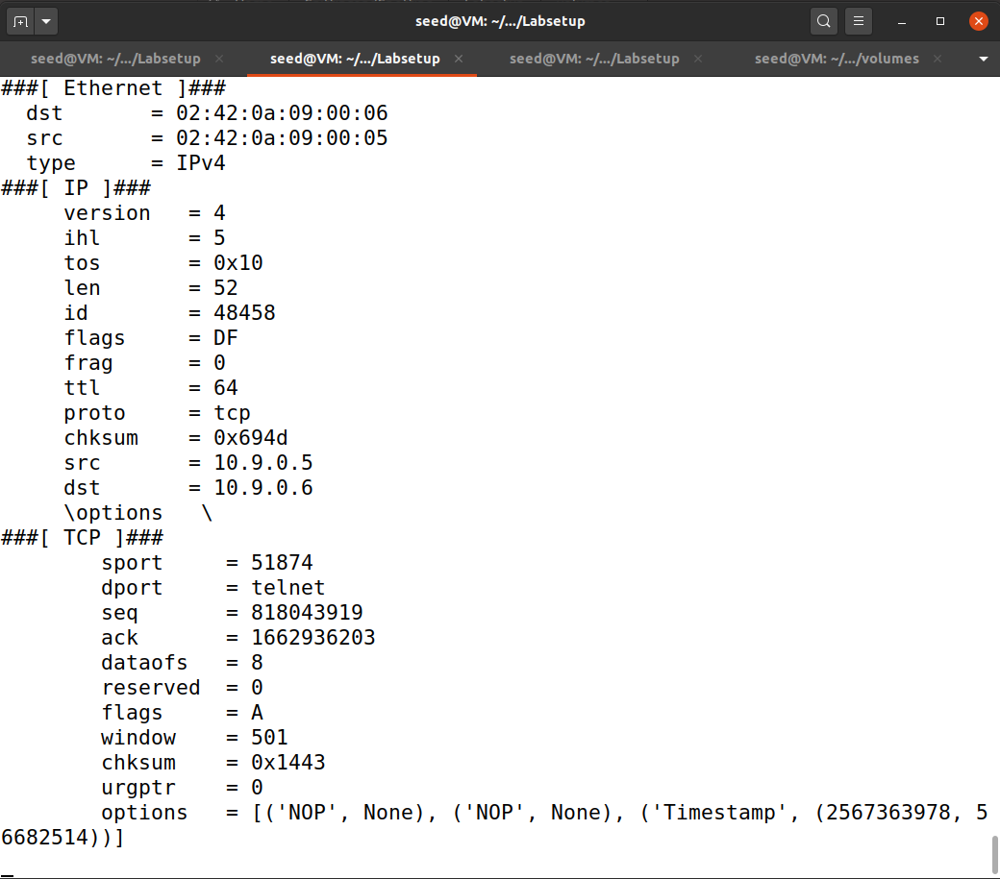 seed@VM: ~/.../Labsetup
seed@VM: ~/.../Labsetup × seed@VM: ~/.../Labsetup × seed@VM: ~/.../Labsetup × seed@VM: ~/.../volumes ×
###[ Ethernet ]###
  dst       = 02:42:0a:09:00:06
  src       = 02:42:0a:09:00:05
  type      = IPv4
###[ IP ]###
     version   = 4
     ihl       = 5
     tos       = 0x10
     len       = 52
     id        = 48458
     flags     = DF
     frag      = 0
     ttl       = 64
     proto     = tcp
     chksum    = 0x694d
     src       = 10.9.0.5
     dst       = 10.9.0.6
     \options   \
###[ TCP ]###
        sport     = 51874
        dport     = telnet
        seq       = 818043919
        ack       = 1662936203
        dataofs   = 8
        reserved  = 0
        flags     = A
        window    = 501
        chksum    = 0x1443
        urgptr    = 0
        options   = [('NOP', None), ('NOP', None), ('Timestamp', (2567363978, 5
6682514))]